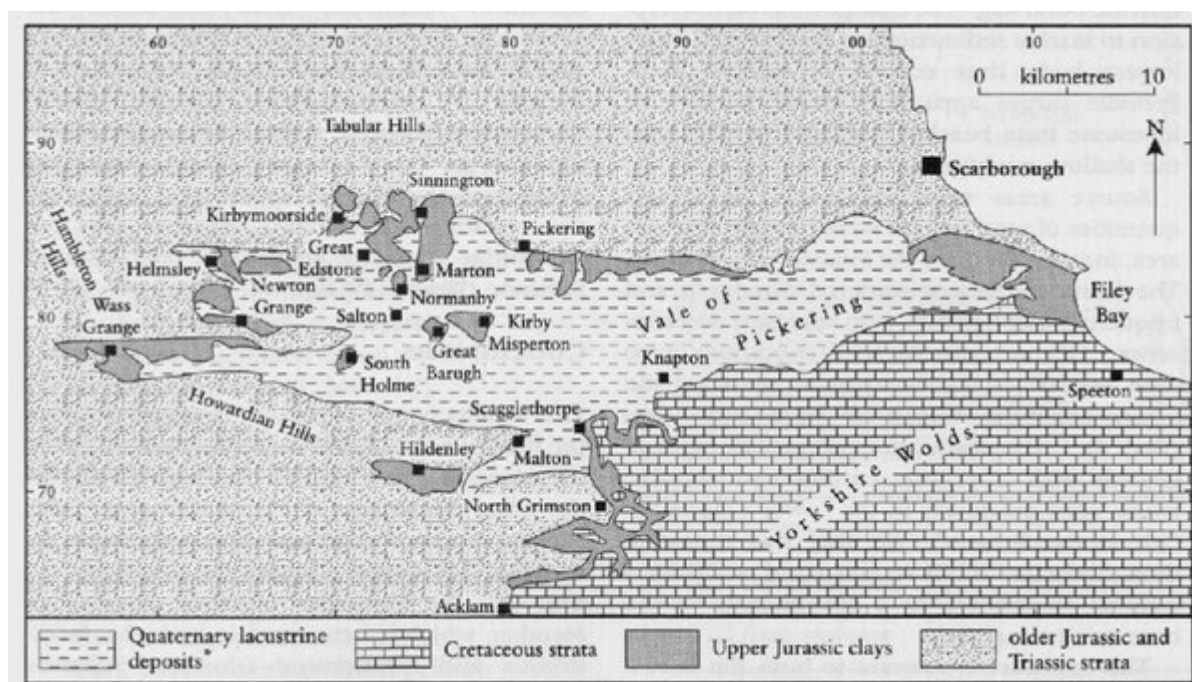 60 70 80 90 00 10
0 kilometres 10
N
90
Tabular Hills
Scarborough
Sinnington
Kirbymoorside
Pickering
Hambleton
Hills
Great
Edstone
Helmsley
Marton
Newton
Grange
Normanby
Wass
Grange
80
Salton
Kirby
Misperton
Great
Barugh
Vale of
Pickering
Filey
Bay
South
Holme
Knapton
Speeton
Howardian Hills
Scagglethorpe
Hildenley
Malton
Yorkshire Wolds
70
North Grimston
Acklam
Quaternary lacustrine
deposits*
Cretaceous strata
Upper Jurassic clays
older Jurassic and
Triassic strata